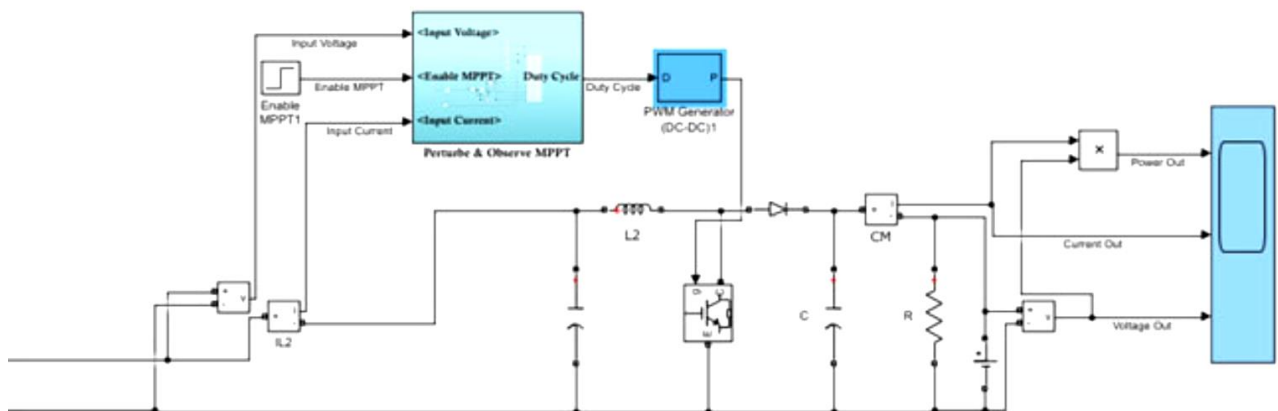 <Input Voltage>
Input Voltage
<Enable MPPT>
Duty Cycle
D
P
Enable MPPT
Duty Cycle
Enable
MPPT1
PWM Generator
(DC-DC)1
<Input Current>
Input Current
Perturbe & Observe MPPT
×
Power Out
+
i
-
L2
CM
Current Out
g
C
E
+
-
v
+
i
-
IL2
C
R
+
-
v
Voltage Out
+